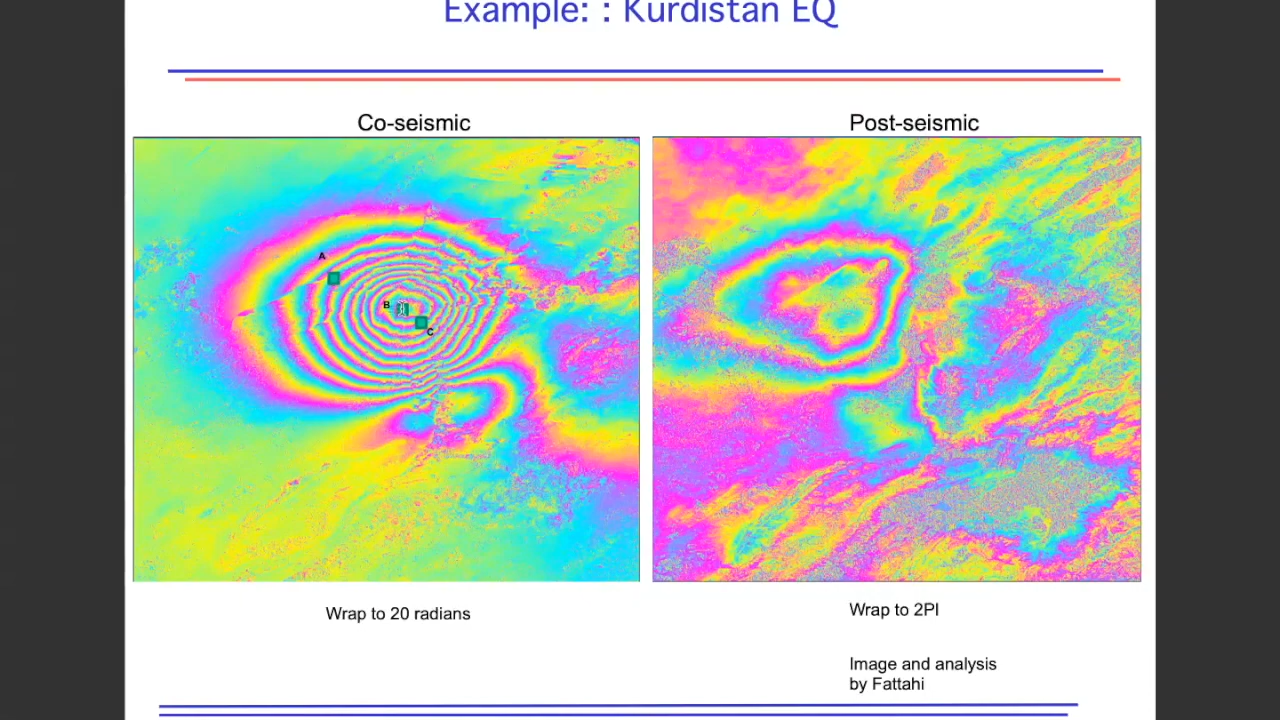 Example: : Kurdistan EQ
Co-seismic
Post-seismic
A
B
C
Wrap to 20 radians
Wrap to 2PI
Image and analysis
by Fattahi